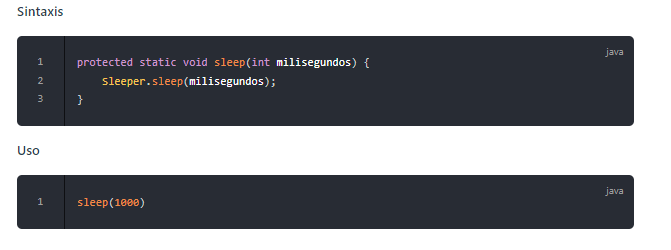 Sintaxis
java
1 protected static void sleep(int milisegundos) {
2 Sleeper.sleep(milisegundos);
3 }
Uso
java
1 sleep(1000)